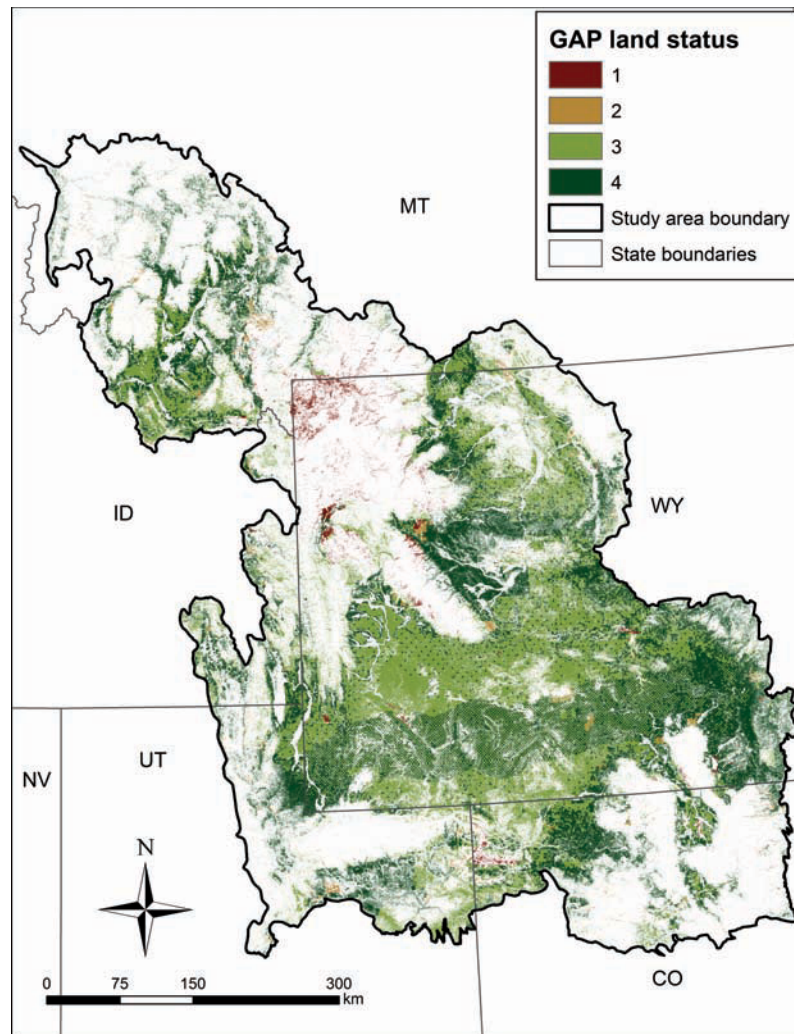 GAP land status
1
2
3
4
Study area boundary
State boundaries
MT
ID
WY
NV
UT
N
CO
0 75 150 300
km